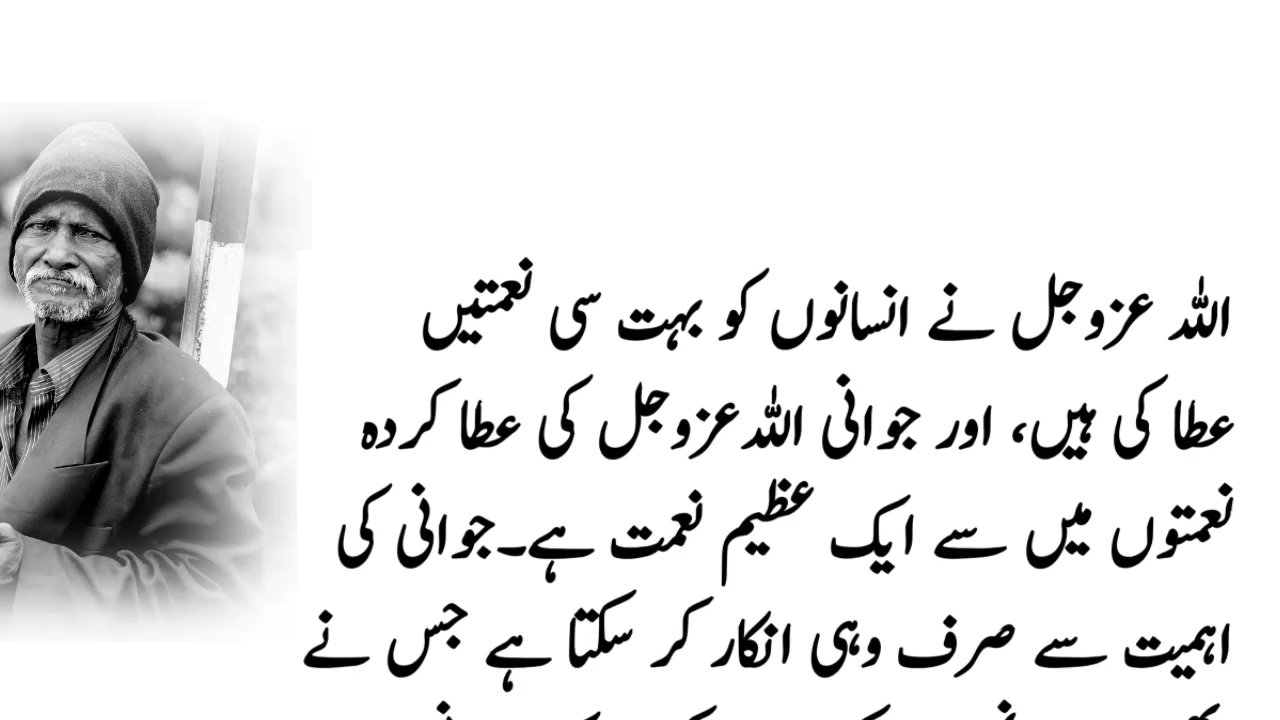 اللہ عزوجل نے انسانوں کو بہت سی نعمتیں
عطا کی ہیں، اور جوانی اللہ عزوجل کی عطا کردہ
نعمتوں میں سے ایک عظیم نعمت ہے۔جوانی کی
اہمیت سے صرف وہی انکار کر سکتا ہے جس نے